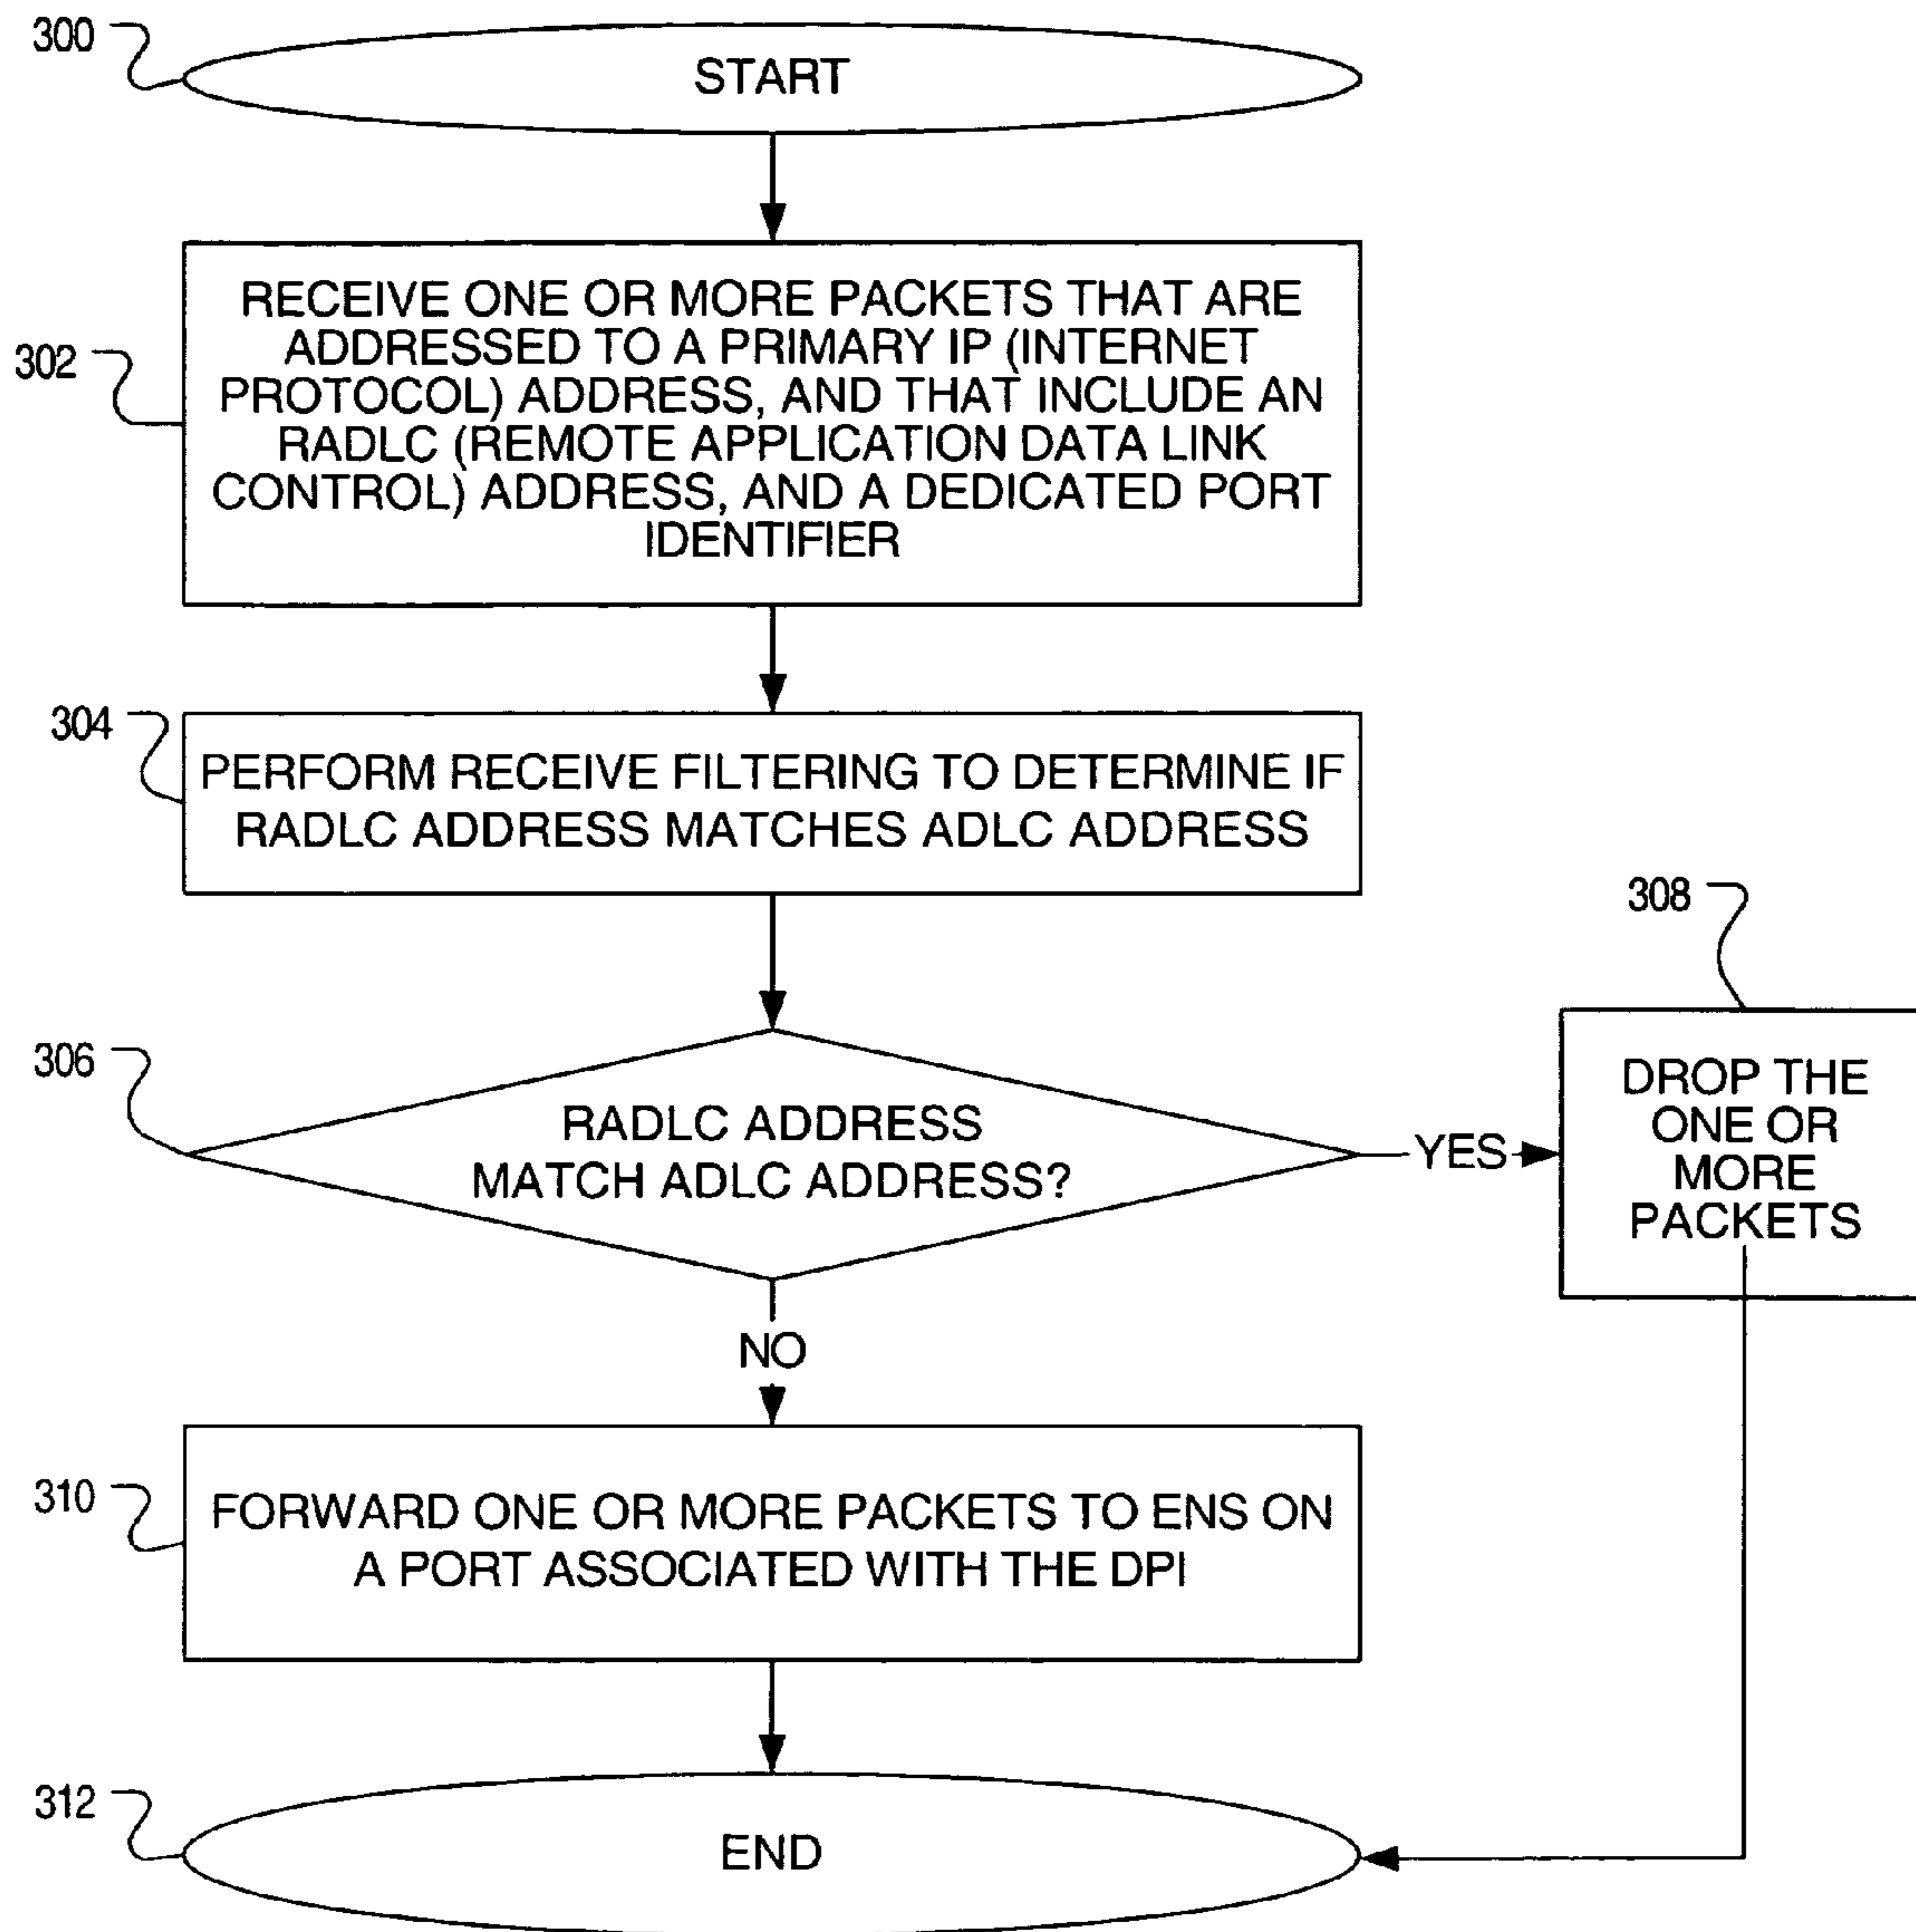 300
START
302
RECEIVE ONE OR MORE PACKETS THAT ARE
ADDRESSED TO A PRIMARY IP (INTERNET
PROTOCOL) ADDRESS, AND THAT INCLUDE AN
RADLC (REMOTE APPLICATION DATA LINK
CONTROL) ADDRESS, AND A DEDICATED PORT
IDENTIFIER
304
PERFORM RECEIVE FILTERING TO DETERMINE IF
RADLC ADDRESS MATCHES ADLC ADDRESS
306
RADLC ADDRESS
MATCH ADLC ADDRESS?
YES
308
DROP THE
ONE OR
MORE
PACKETS
NO
310
FORWARD ONE OR MORE PACKETS TO ENS ON
A PORT ASSOCIATED WITH THE DPI
312
END